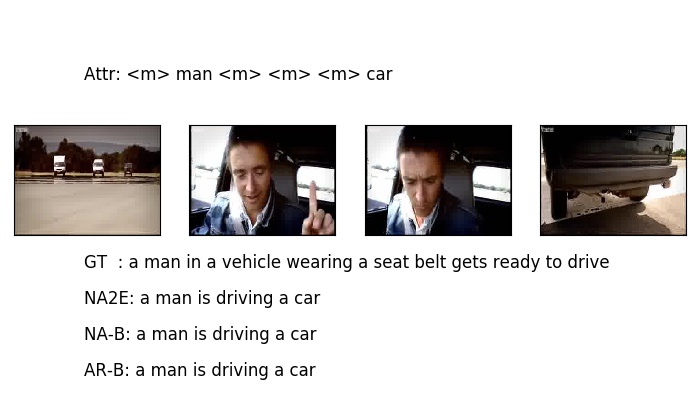 Attr: <m> man <m> <m> <m> car
GT  : a man in a vehicle wearing a seat belt gets ready to drive
NA2E: a man is driving a car
NA-B: a man is driving a car
AR-B: a man is driving a car